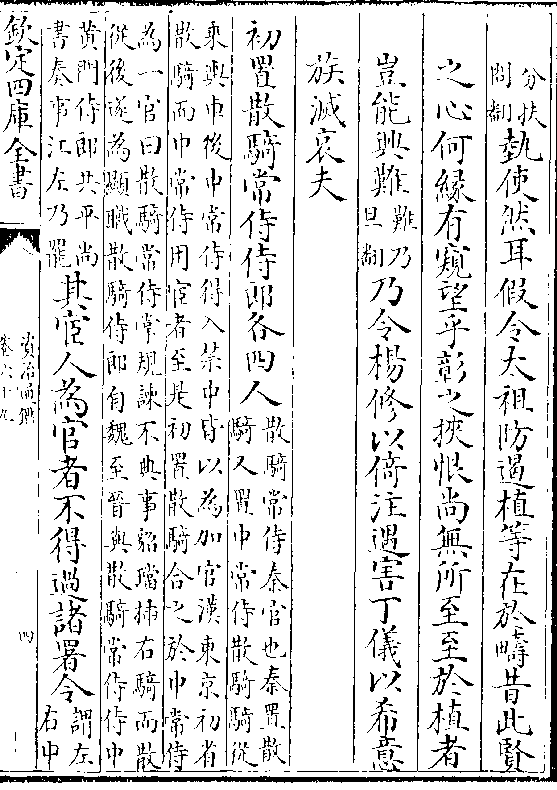 分扶
問翻
埶使然耳假令太祖防遏植等在於疇昔此賢
之心何縁有窺望乎彰之挾恨尚無所至至於植者
豈能興難
難乃
旦翻
乃令楊修以倚注遇害丁儀以希意
族滅哀夫
初置散騎常侍侍郎各四人
散騎常侍秦官也秦置散
騎又置中常侍散騎騎從
乗輿車後中常侍得入禁中皆以為加官漢東京初省
散騎而中常侍用宦者至是初置散騎合之於中常侍
為一官曰散騎常侍常規諌不典事貂璫揷右騎而散
從後遂為顯職散騎侍郎自魏至晉與散騎常侍侍中
黄門侍郎共平尚
書奏事江左乃罷
其宦人為官者不得過諸署令
謂左
右中
欽定四庫全書
資治通鑑
卷六十九
四